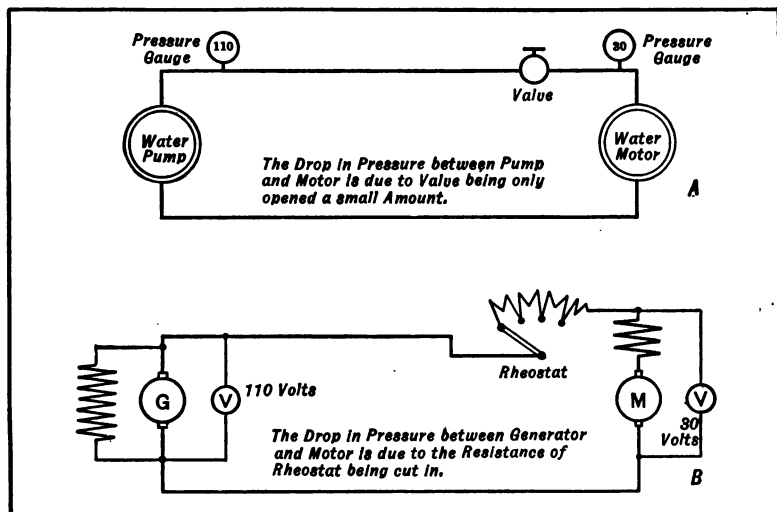 Pressure
Gauge
110
30
Pressure
Gauge
Valve
Water
Pump
Water
Motor
The Drop in Pressure between Pump
and Motor is due to Valve being only
opened a small Amount.
A
Rheostat
G
V
110 Volts
M
V
30
Volts
The Drop in Pressure between Generator
and Motor is due to the Resistance of
Rheostat being cut in.
B